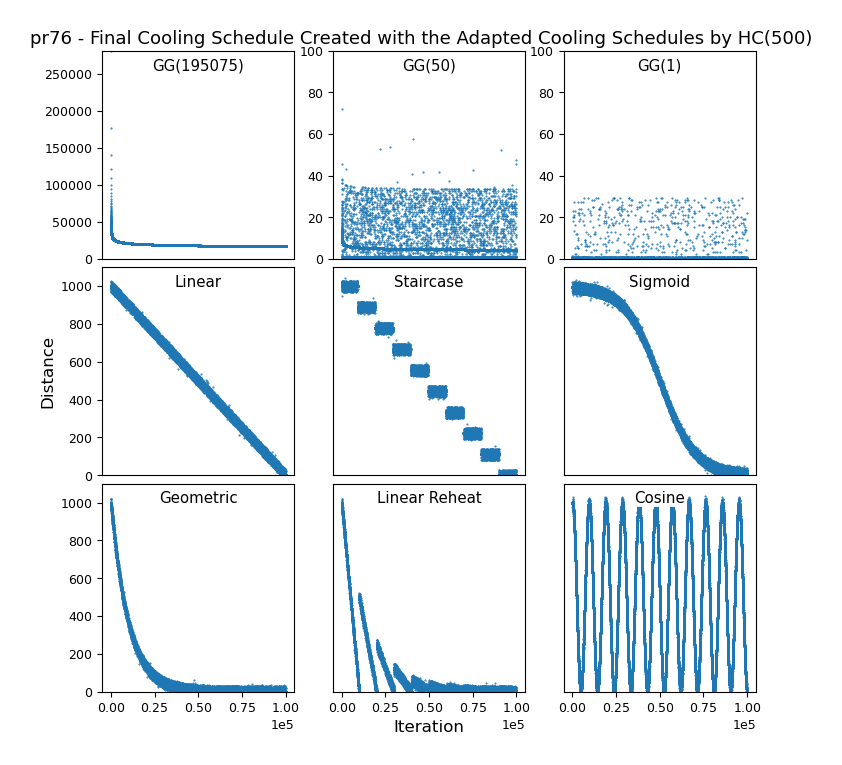 pr76 - Final Cooling Schedule Created with the Adapted Cooling Schedules by HC(500)
GG(195075)
GG(50)
GG(1)
250000
200000
150000
100000
50000
0
100
80
60
40
20
0
100
80
60
40
20
0
Linear
Staircase
Sigmoid
1000
800
600
400
200
0
Distance
Geometric
Linear Reheat
Cosine
1000
800
600
400
200
0
0.00 0.25 0.50 0.75 1.00
1e5
0.00 0.25 0.50 0.75 1.00
1e5
0.00 0.25 0.50 0.75 1.00
1e5
Iteration